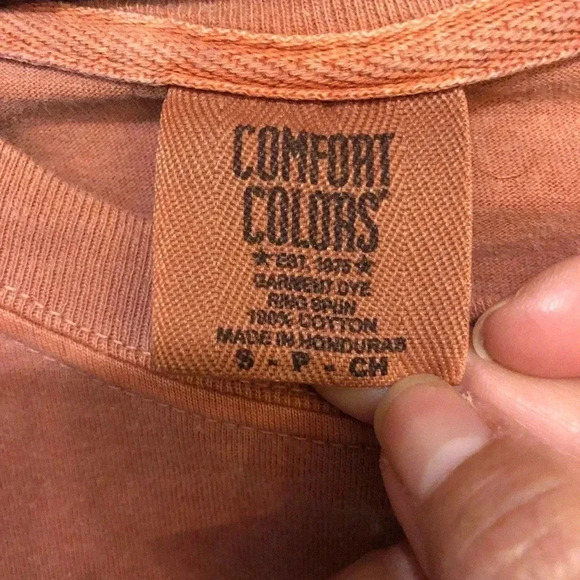 COMFORT
COLORS®
★ EST. 1975 ★
GARMENT DYE
RING SPUN
100% COTTON
MADE IN HONDURAS
S - P - CH